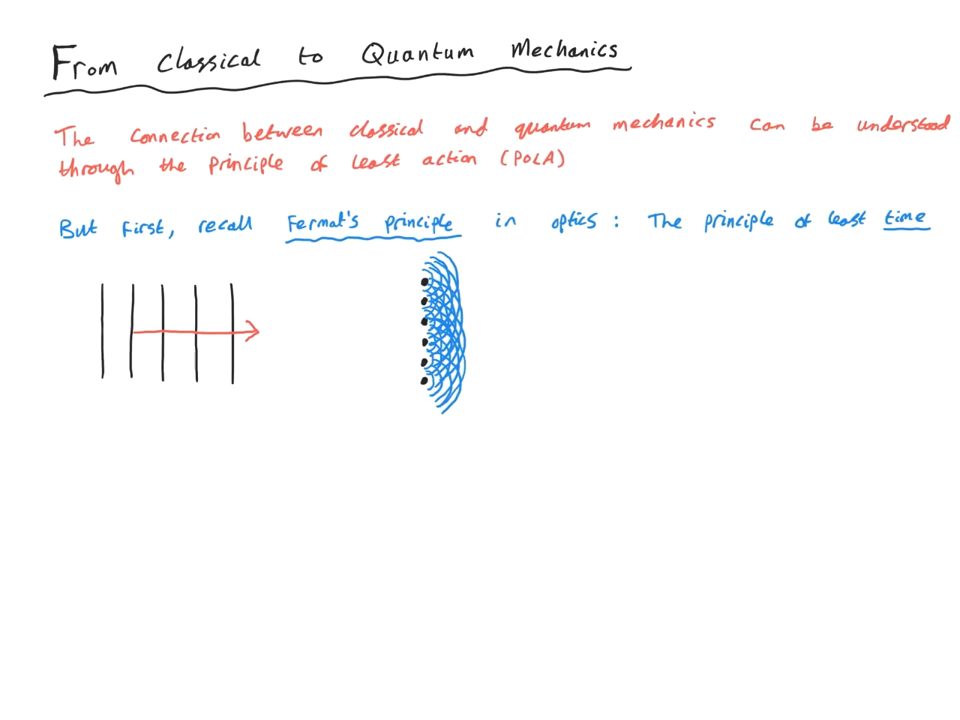 From Classical to Quantum Mechanics
The connection between classical and quantum mechanics can be understood
through the principle of least action (PoLA)
But first, recall Fermat's principle in optics: The principle of least time